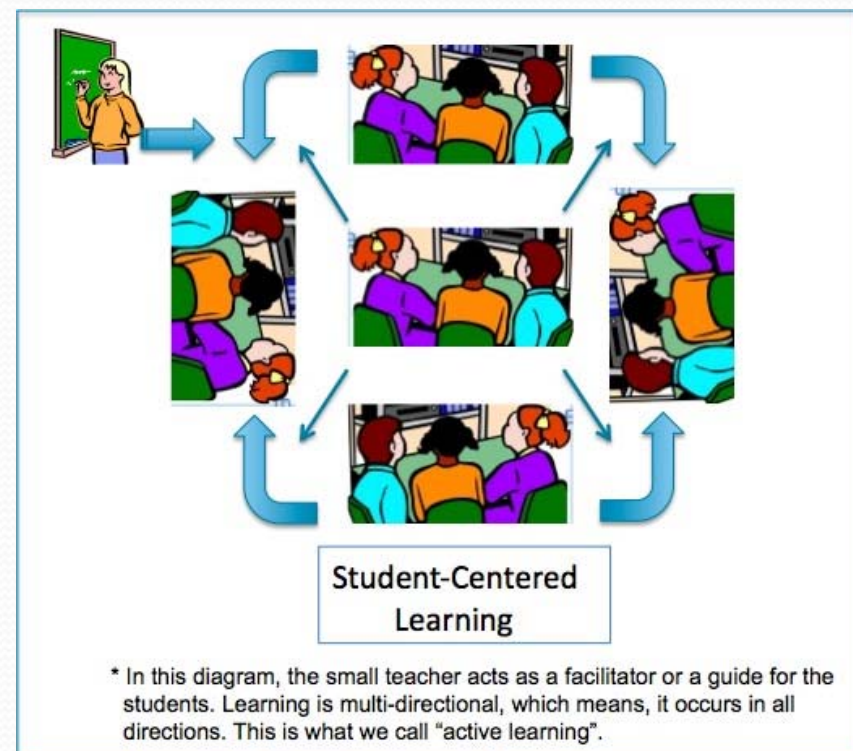 Student-Centered
Learning
* In this diagram, the small teacher acts as a facilitator or a guide for the
students. Learning is multi-directional, which means, it occurs in all
directions. This is what we call “active learning”.